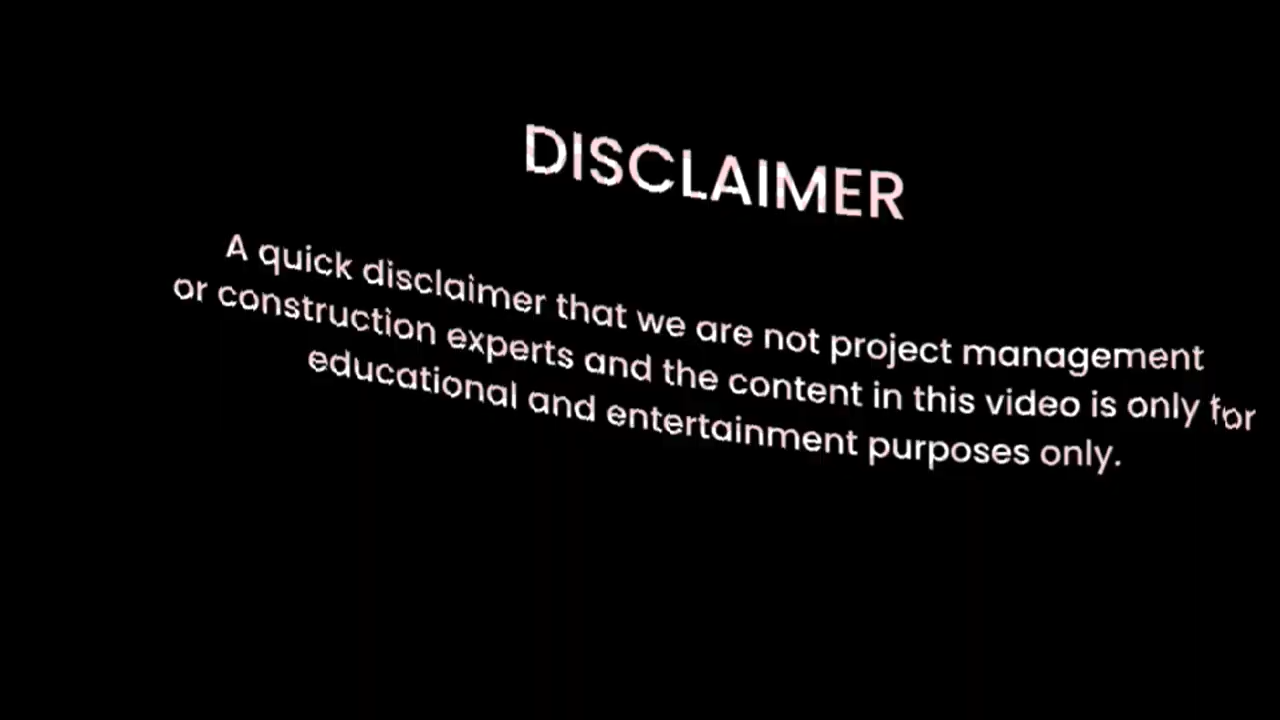 DISCLAIMER
A quick disclaimer that we are not project management
or construction experts and the content in this video is only for
educational and entertainment purposes only.